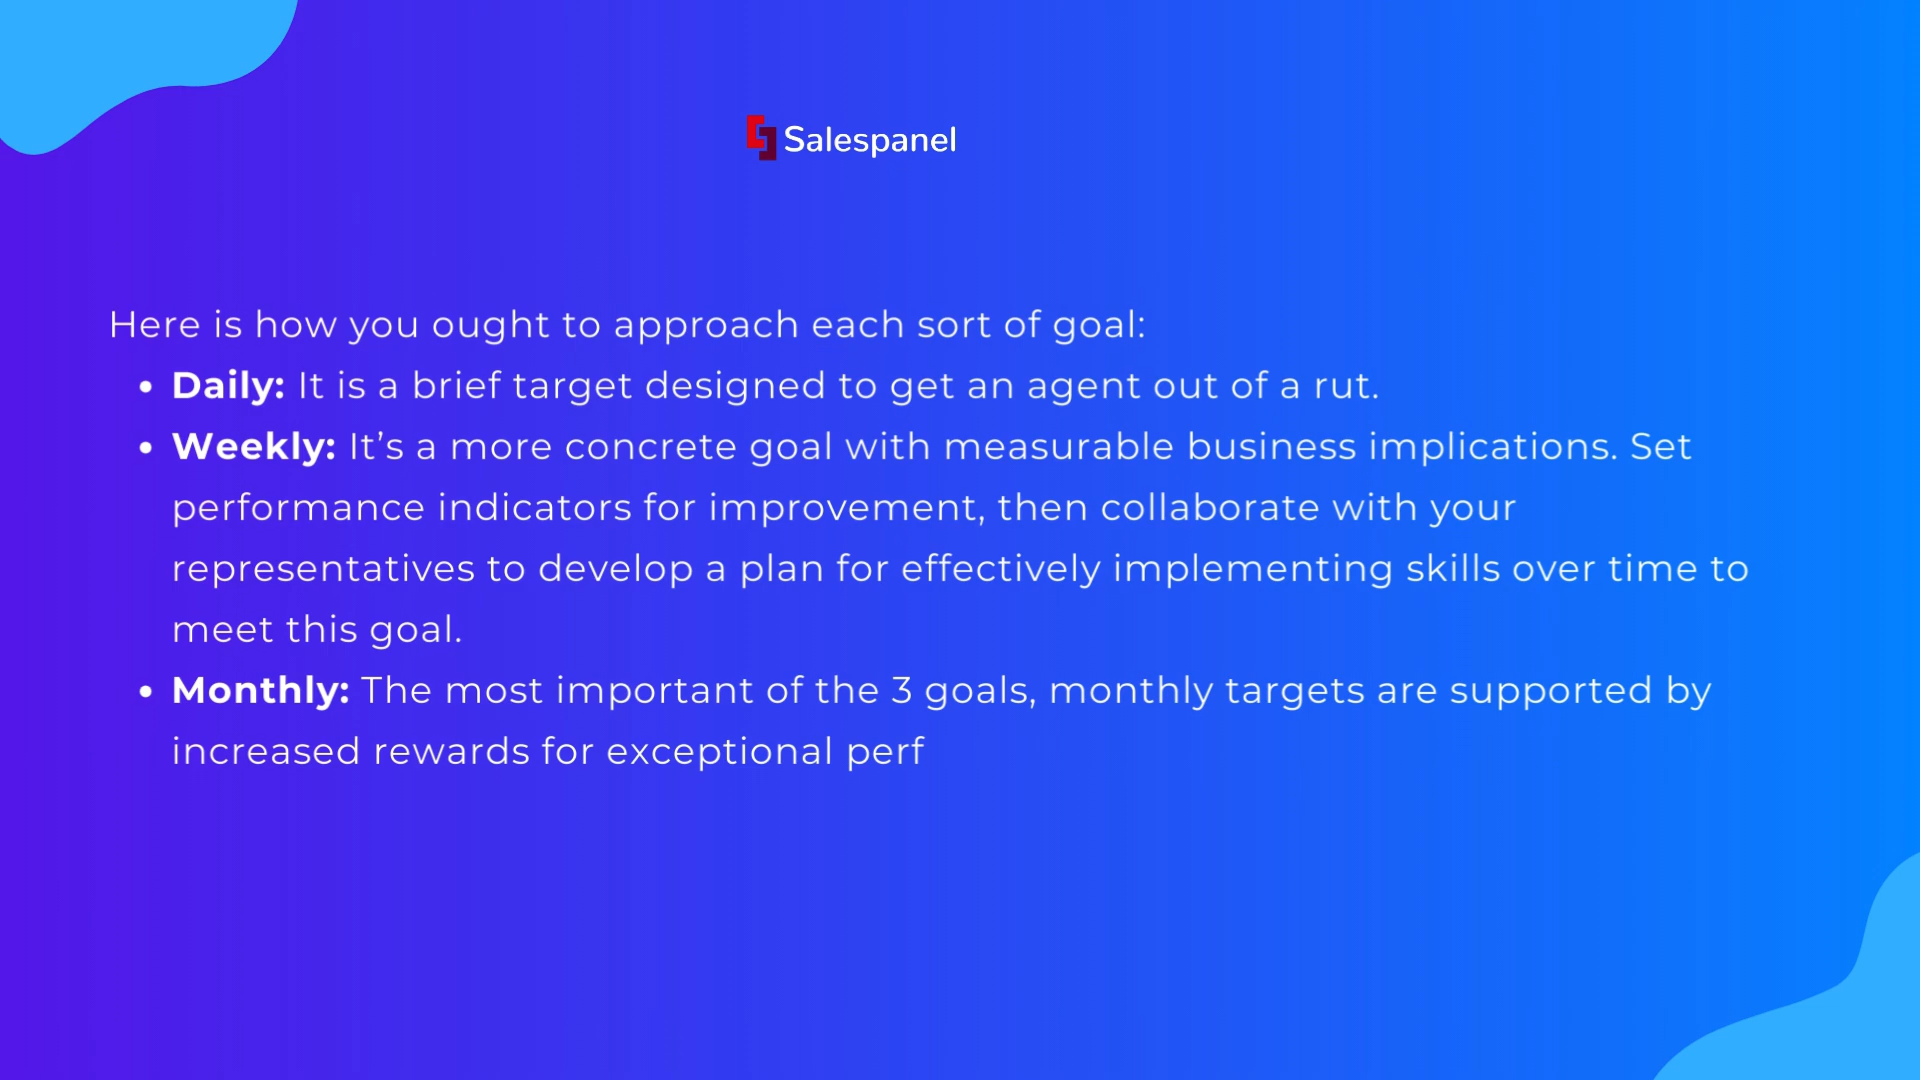 Salespanel
Here is how you ought to approach each sort of goal:
• Daily: It is a brief target designed to get an agent out of a rut.
• Weekly: It’s a more concrete goal with measurable business implications. Set
performance indicators for improvement, then collaborate with your
representatives to develop a plan for effectively implementing skills over time to
meet this goal.
• Monthly: The most important of the 3 goals, monthly targets are supported by
increased rewards for exceptional perf